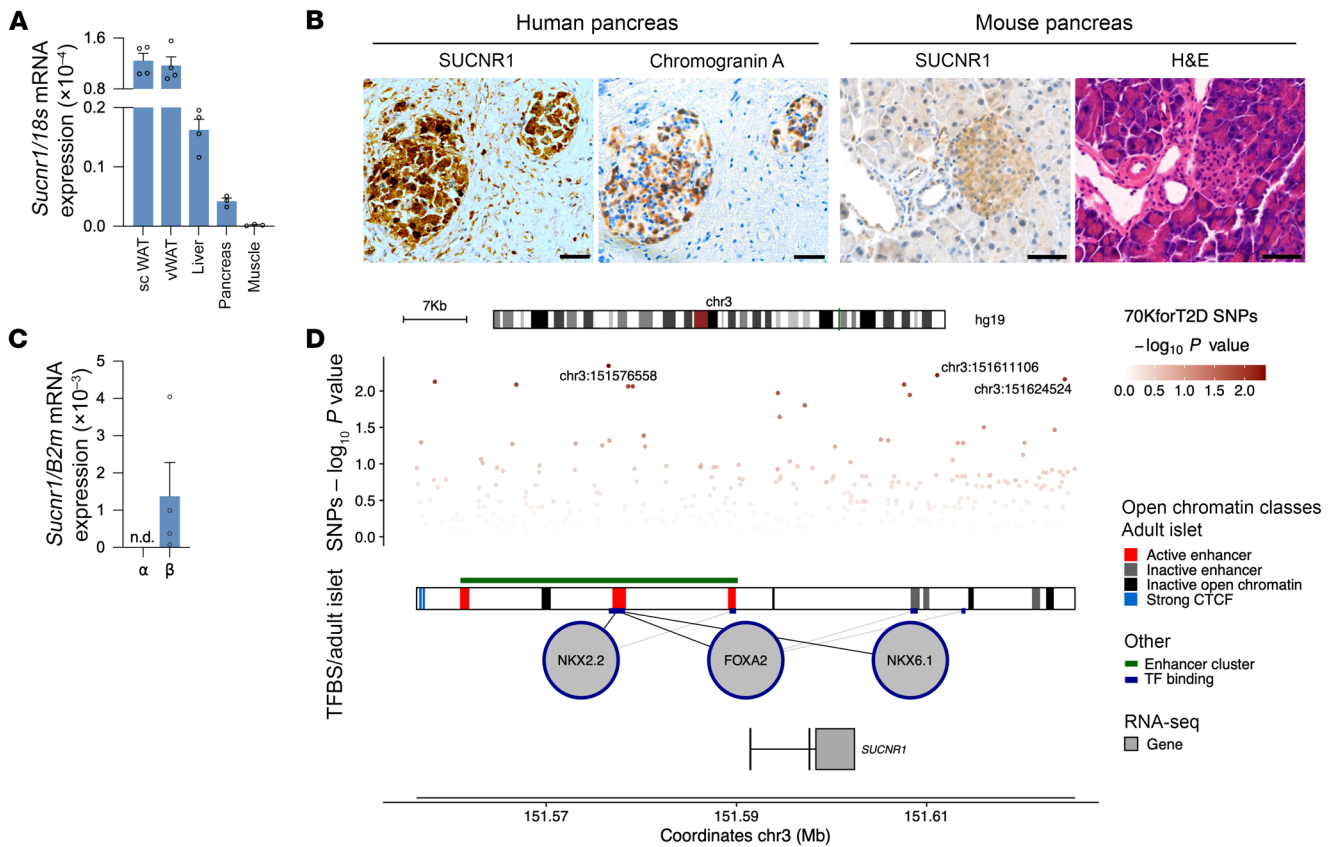 A
Sucnr1/18s mRNA
expression (×10⁻⁴)
1.6
0.8
0.2
0.1
0.0
sc WAT
vWAT
Liver
Pancreas
Muscle
B
Human pancreas
Mouse pancreas
SUCNR1
Chromogranin A
SUCNR1
H&E
C
Sucnr1/B2m mRNA
expression (×10⁻³)
5
4
3
2
1
0
n.d.
α
β
D
7Kb
chr3
hg19
70KforT2D SNPs
−log₁₀ P value
0.0 0.5 1.0 1.5 2.0
SNPs − log₁₀ P value
2.0
1.5
1.0
0.5
0.0
chr3:151576558
chr3:151611106
chr3:151624524
Open chromatin classes
Adult islet
Active enhancer
Inactive enhancer
Inactive open chromatin
Strong CTCF
Other
Enhancer cluster
TF binding
RNA-seq
Gene
TFBS/adult islet
NKX2.2
FOXA2
NKX6.1
SUCNR1
151.57
151.59
151.61
Coordinates chr3 (Mb)